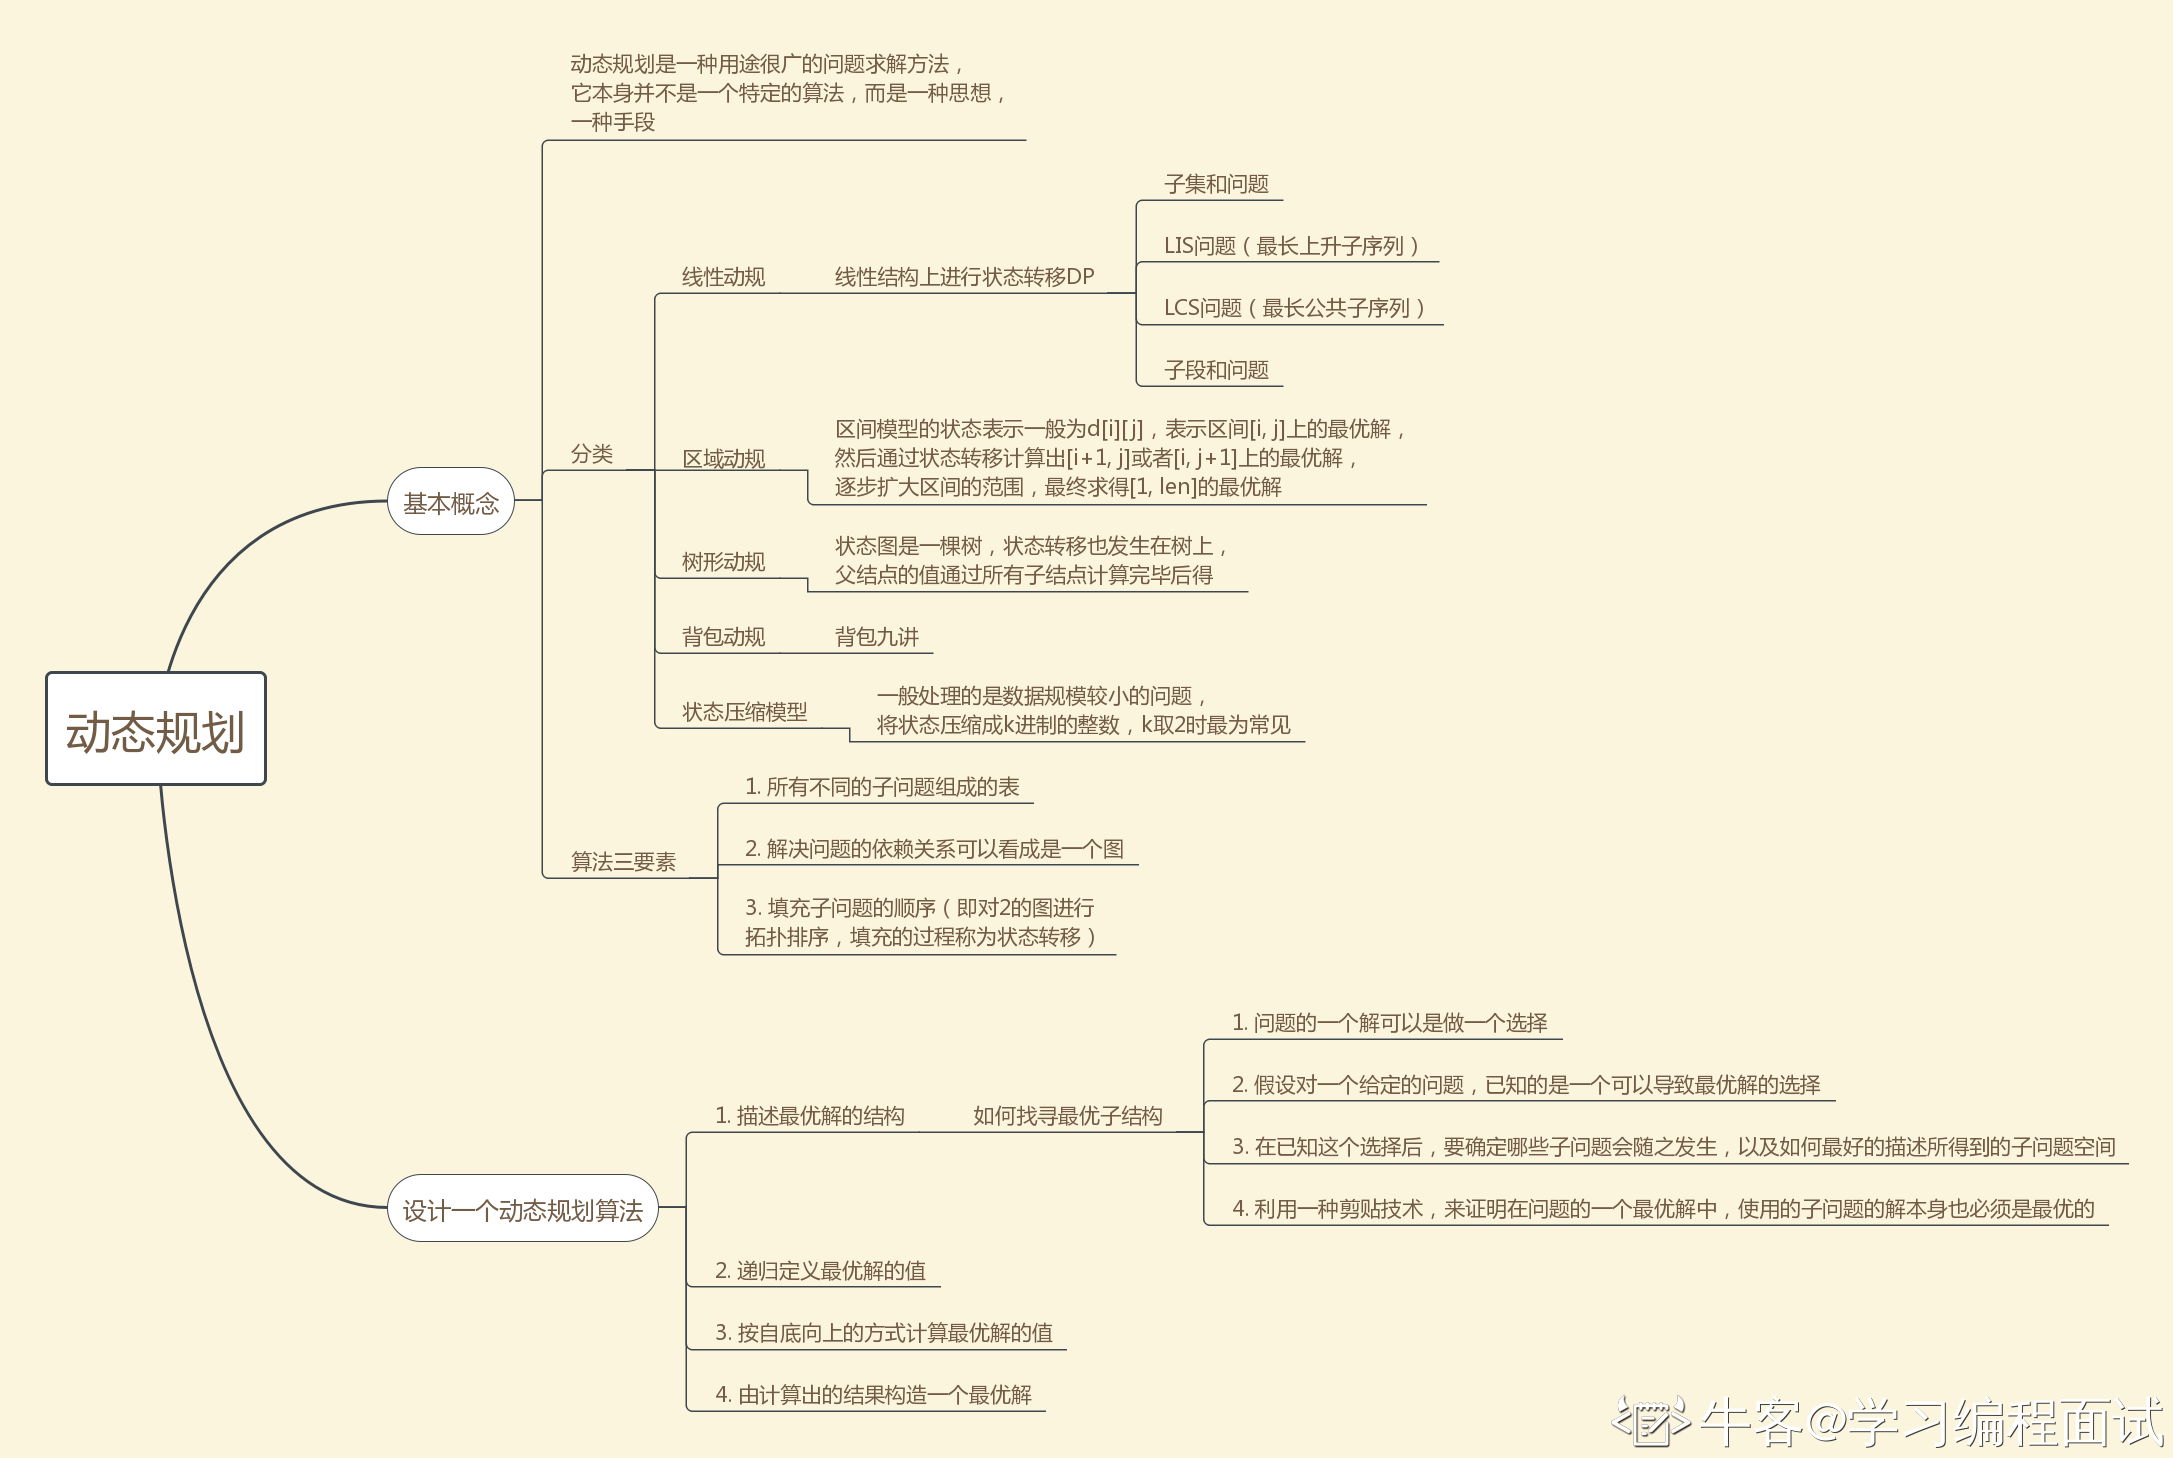 动态规划
基本概念
动态规划是一种用途很广的问题求解方法，
它本身并不是一个特定的算法，而是一种思想，
一种手段
分类
线性动规
线性结构上进行状态转移DP
子集和问题
LIS问题（最长上升子序列）
LCS问题（最长公共子序列）
子段和问题
区域动规
区间模型的状态表示一般为d[i][j]，表示区间[i, j]上的最优解，
然后通过状态转移计算出[i+1, j]或者[i, j+1]上的最优解，
逐步扩大区间的范围，最终求得[1, len]的最优解
树形动规
状态图是一棵树，状态转移也发生在树上，
父结点的值通过所有子结点计算完毕后得
背包动规
背包九讲
状态压缩模型
一般处理的是数据规模较小的问题，
将状态压缩成k进制的整数，k取2时最为常见
算法三要素
1. 所有不同的子问题组成的表
2. 解决问题的依赖关系可以看成是一个图
3. 填充子问题的顺序（即对2的图进行
拓扑排序，填充的过程称为状态转移）
设计一个动态规划算法
1. 描述最优解的结构
如何找寻最优子结构
1. 问题的一个解可以是做一个选择
2. 假设对一个给定的问题，已知的是一个可以导致最优解的选择
3. 在已知这个选择后，要确定哪些子问题会随之发生，以及如何最好的描述所得到的子问题空间
4. 利用一种剪贴技术，来证明在问题的一个最优解中，使用的子问题的解本身也必须是最优的
2. 递归定义最优解的值
3. 按自底向上的方式计算最优解的值
4. 由计算出的结果构造一个最优解
牛客@学习编程面试